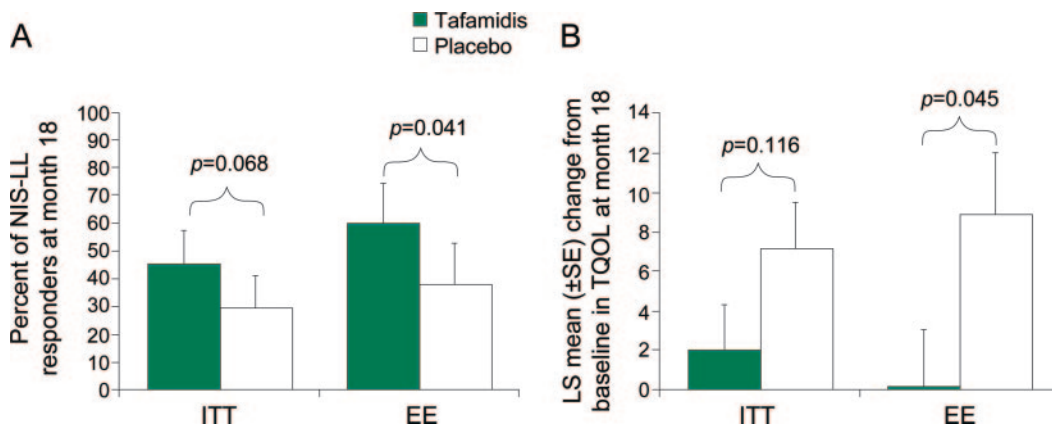 A
Tafamidis
Placebo
B
Percent of NIS-LL
responders at month 18
100
90
80
70
60
50
40
30
20
10
0
p=0.068
p=0.041
ITT
EE
LS mean (±SE) change from
baseline in TQOL at month 18
14
12
10
8
6
4
2
0
p=0.116
p=0.045
ITT
EE